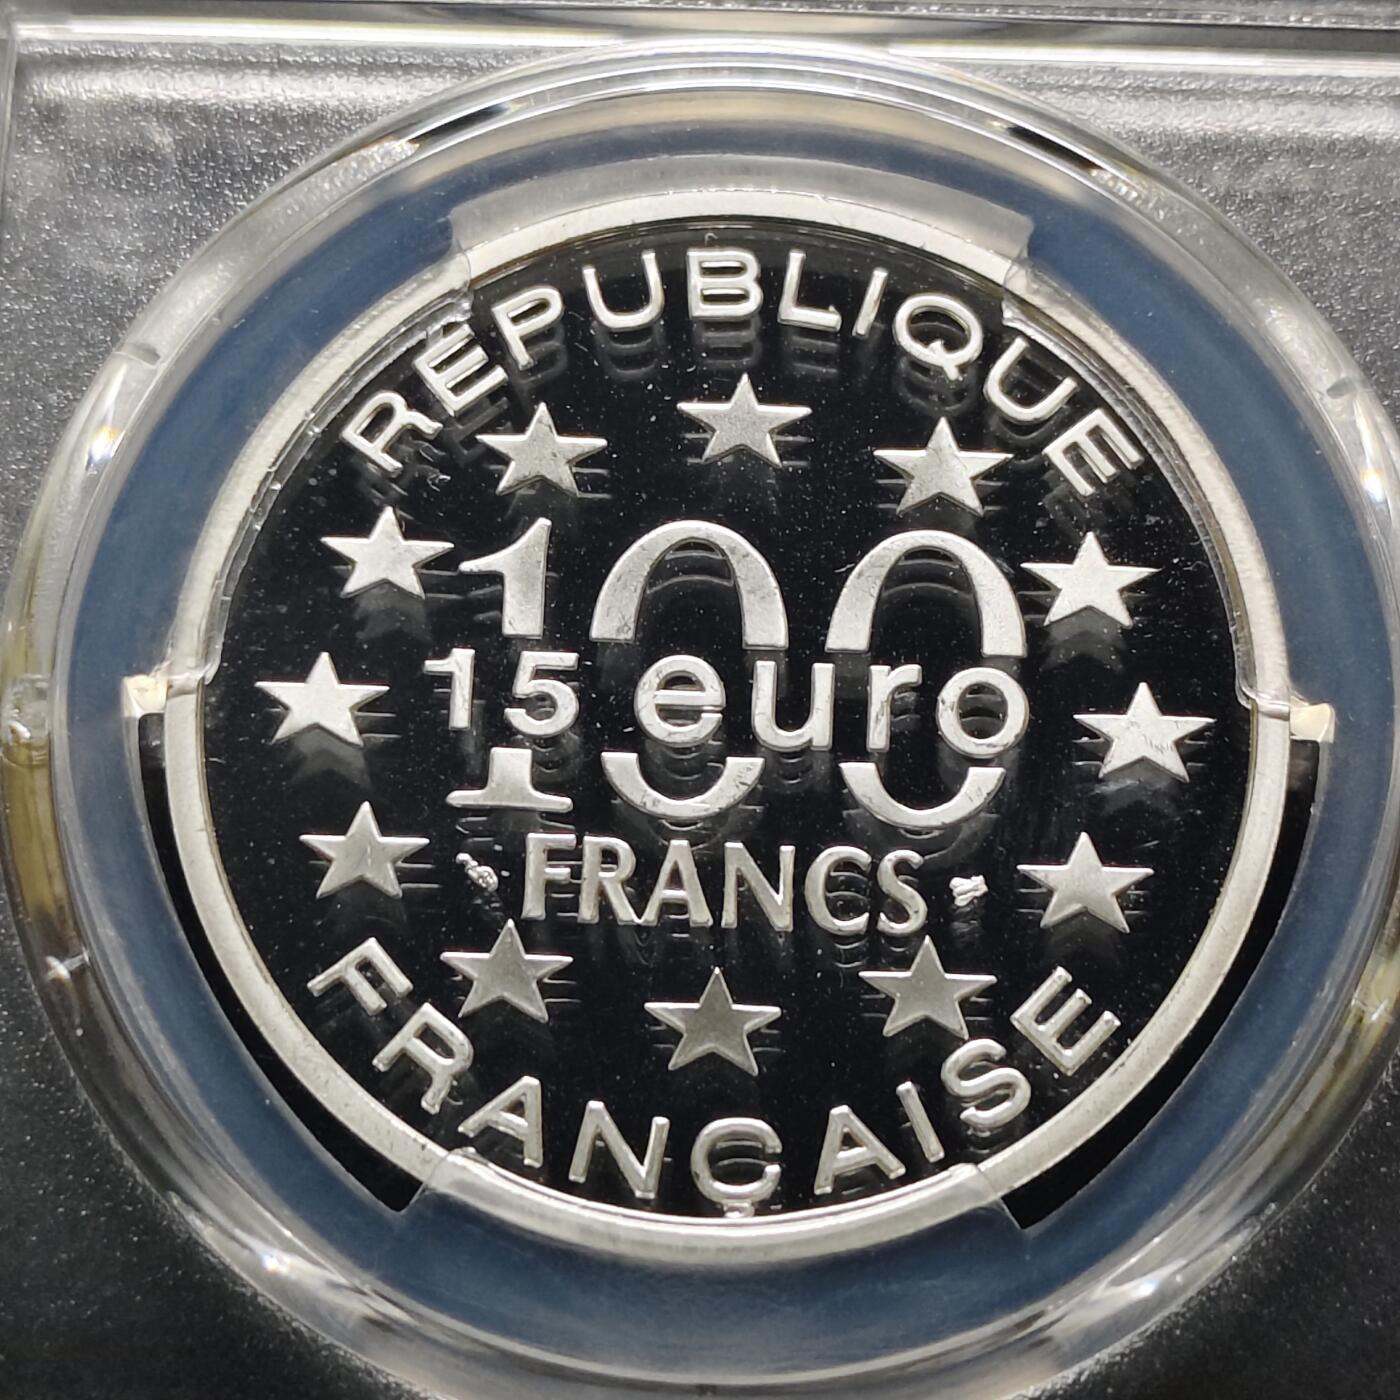 RÉPUBLIQUE
100
15 euro
FRANCS
FRANÇAISE